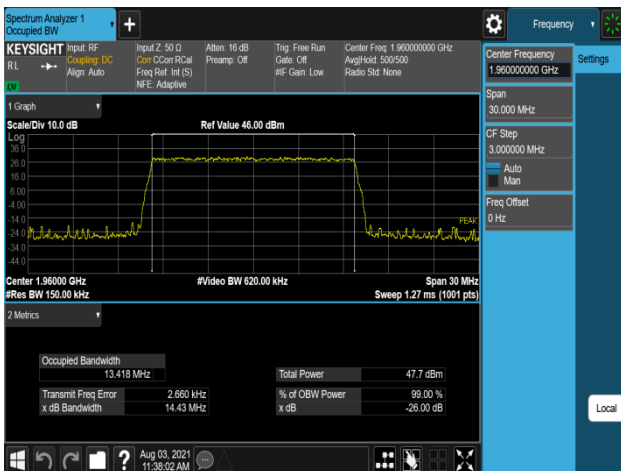 Spectrum Analyzer 1
Occupied BW
+
Frequency
KEYSIGHT
RL
Input: RF
Coupling: DC
Align: Auto
Input Z: 50 Ω
Corr CCorr RCal
Freq Ref: Int (S)
NFE: Adaptive
Atten: 16 dB
Preamp: Off
Trig: Free Run
Gate: Off
#IF Gain: Low
Center Freq: 1.960000000 GHz
Avg|Hold: 500/500
Radio Std: None
Center Frequency
1.960000000 GHz
Settings
Span
30.000 MHz
CF Step
3.000000 MHz
Auto
Man
Freq Offset
0 Hz
Local
1 Graph
Scale/Div 10.0 dB
Ref Value 46.00 dBm
Log
36.0
26.0
16.0
6.00
-4.00
-14.0
-24.0
-34.0
-44.0
PEAK
Center 1.96000 GHz
#Video BW 620.00 kHz
Span 30 MHz
#Res BW 150.00 kHz
Sweep 1.27 ms (1001 pts)
2 Metrics
Occupied Bandwidth
13.418 MHz
Total Power
47.7 dBm
Transmit Freq Error
2.660 kHz
% of OBW Power
99.00 %
x dB Bandwidth
14.43 MHz
x dB
-26.00 dB
?
Aug 03, 2021
11:38:02 AM